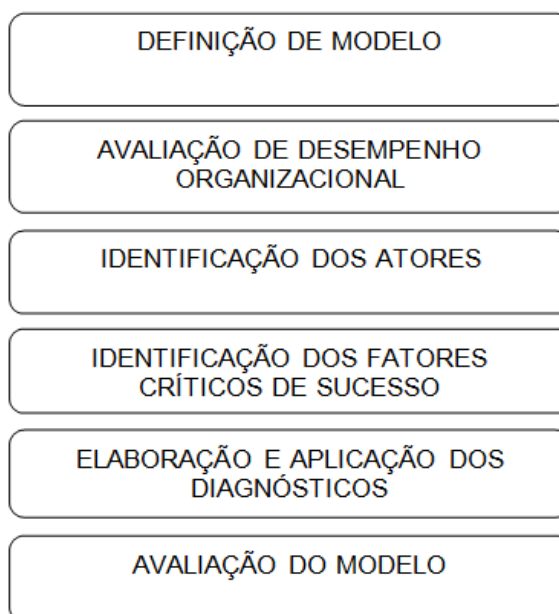 DEFINIÇÃO DE MODELO
AVALIAÇÃO DE DESEMPENHO
ORGANIZACIONAL
IDENTIFICAÇÃO DOS ATORES
IDENTIFICAÇÃO DOS FATORES
CRÍTICOS DE SUCESSO
ELABORAÇÃO E APLICAÇÃO DOS
DIAGNÓSTICOS
AVALIAÇÃO DO MODELO